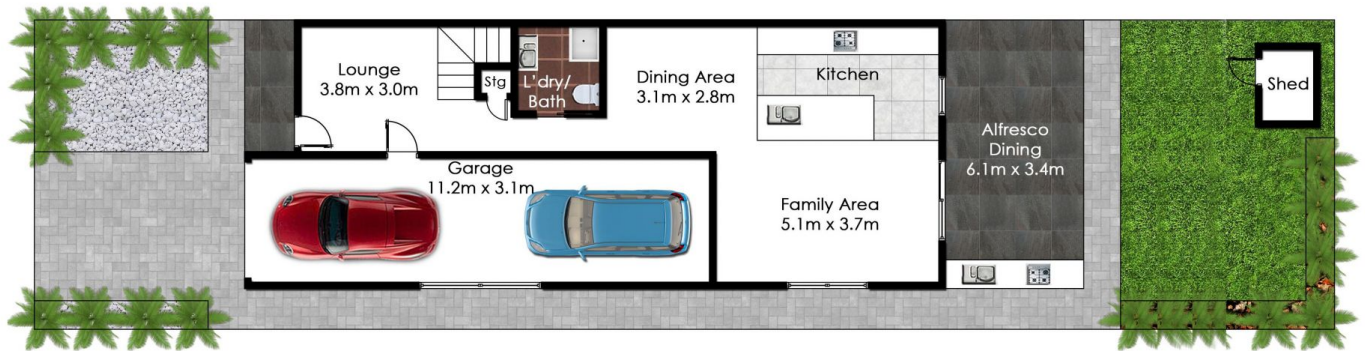 Lounge
3.8m x 3.0m
Stg
L'dry/
Bath
Dining Area
3.1m x 2.8m
Kitchen
Alfresco
Dining
6.1m x 3.4m
Shed
Garage
11.2m x 3.1m
Family Area
5.1m x 3.7m